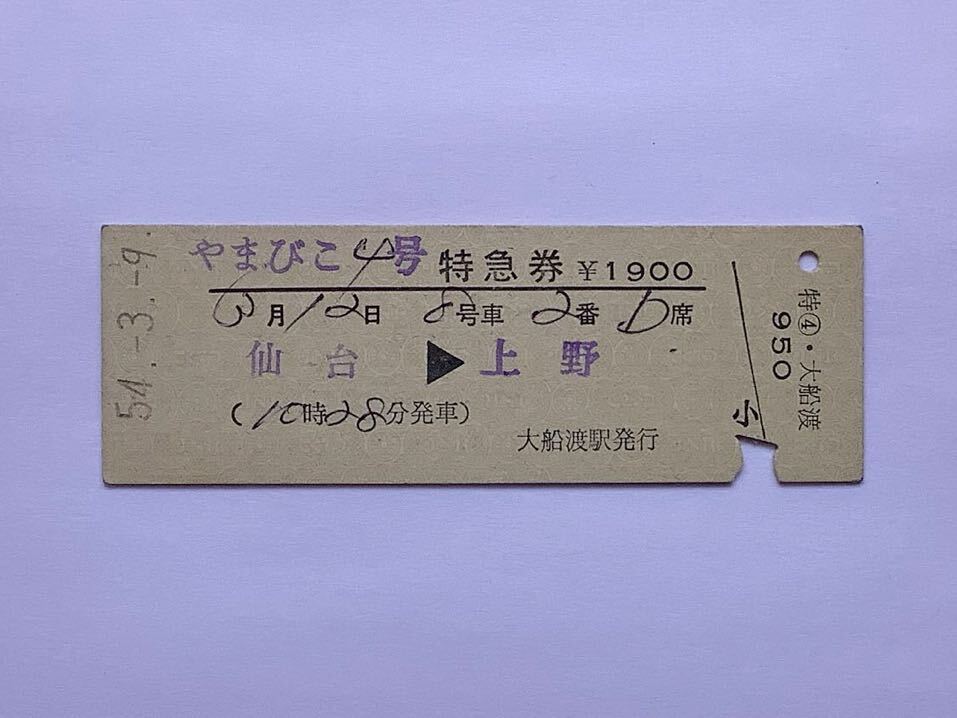 54.-3.-9.
やまびこ4号 特急券 ¥1900
3月12日 8号車 2番 D席
仙台 ▶ 上野
(10時28分発車)
大船渡駅発行
小
特④・大船渡
950